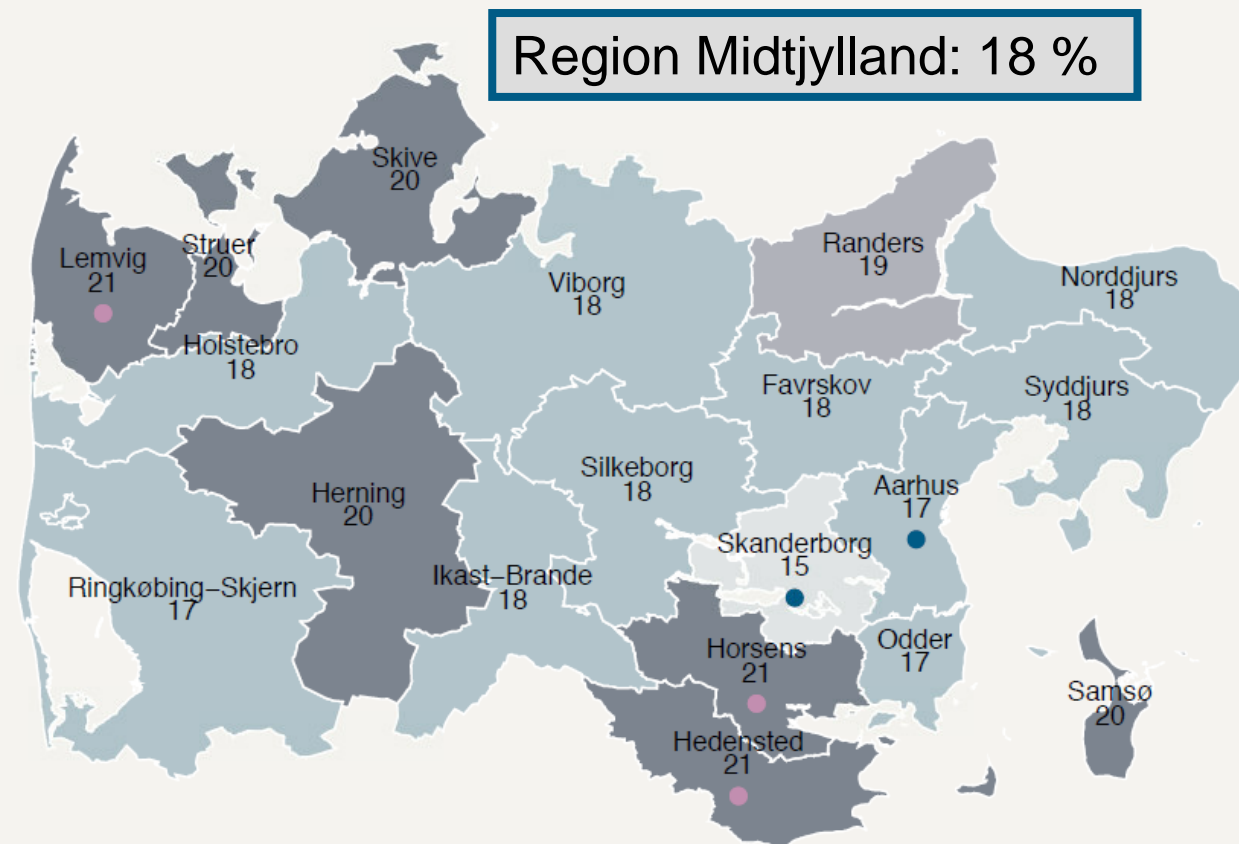 Region Midtjylland: 18 %
Skive
20
Lemvig
21
Struer
20
Randers
19
Norddjurs
18
Viborg
18
Holstebro
18
Favrskov
18
Syddjurs
18
Silkeborg
18
Herning
20
Aarhus
17
Skanderborg
15
Ringkøbing–Skjern
17
Ikast–Brande
18
Horsens
21
Odder
17
Samsø
20
Hedensted
21